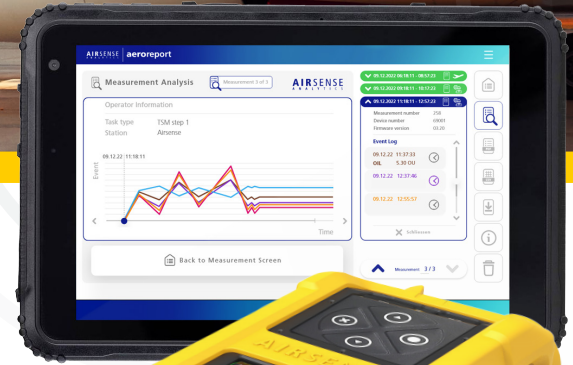 AIRSENSE ANALYTICS aeroreport
Measurement Analysis
Measurement 3 of 3
AIRSENSE
ANALYTICS
Operator Information
Task type TSM step 1
Station Airsense
09.12.22 11:18:11
Event
Time
Back to Measurement Screen
09.12.2022 06:18:11 - 08:57:23
09.12.2022 09:18:11 - 10:17:23
09.12.2022 11:18:11 - 12:57:23
Measurement number 258
Device number 69001
Firmware version 03.20
Event Log
09.12.22 11:37:33
OIL 5.30 OU
09.12.22 12:37:46
09.12.22 12:55:57
Measurement 3 / 3
AIRSE